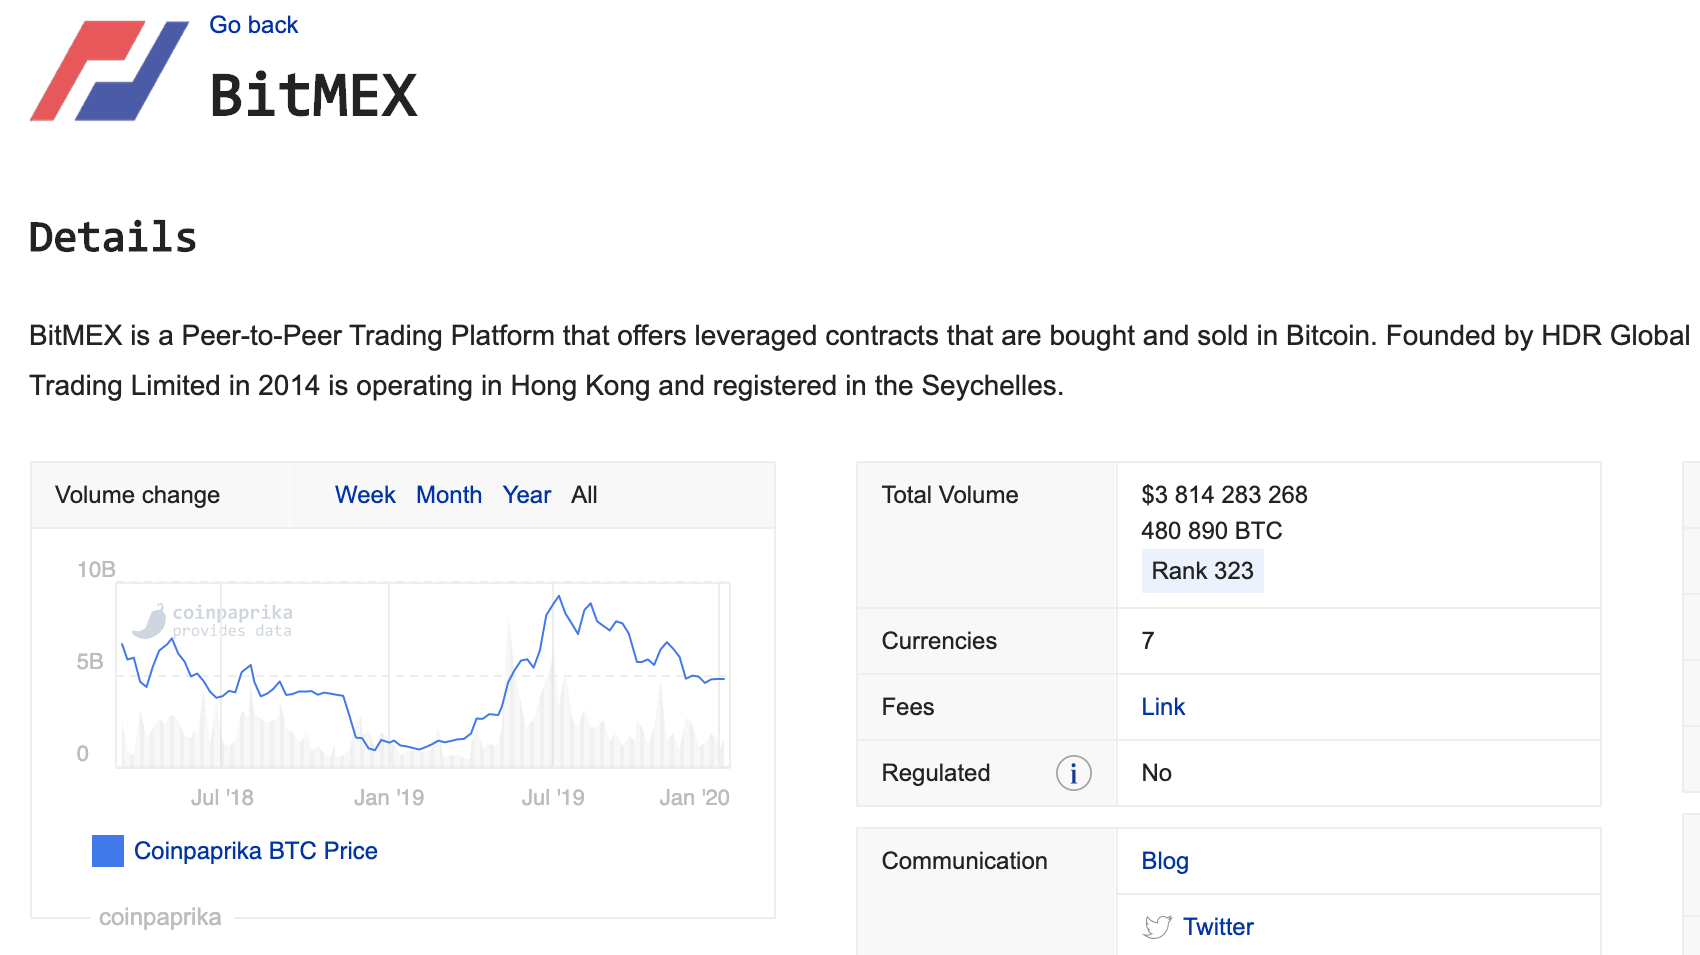 Go back
BitMEX
Details
BitMEX is a Peer-to-Peer Trading Platform that offers leveraged contracts that are bought and sold in Bitcoin. Founded by HDR Global
Trading Limited in 2014 is operating in Hong Kong and registered in the Seychelles.
Volume change Week Month Year All
10B
coinpaprika
provides data
5B
0
Jul '18 Jan '19 Jul '19 Jan '20
Coinpaprika BTC Price
coinpaprika
Total Volume $3 814 283 268
480 890 BTC
Rank 323
Currencies 7
Fees Link
Regulated i No
Communication Blog
Twitter